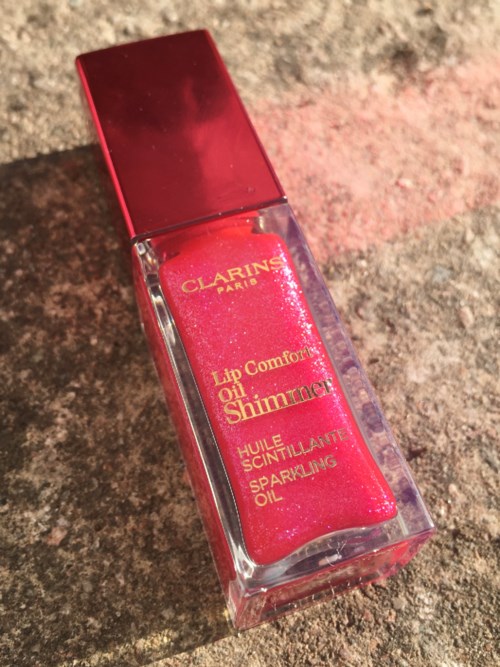 CLARINS
PARIS
Lip Comfort
oil
Shimmer
HUILE
SCINTILLANTE
SPARKLING
OIL